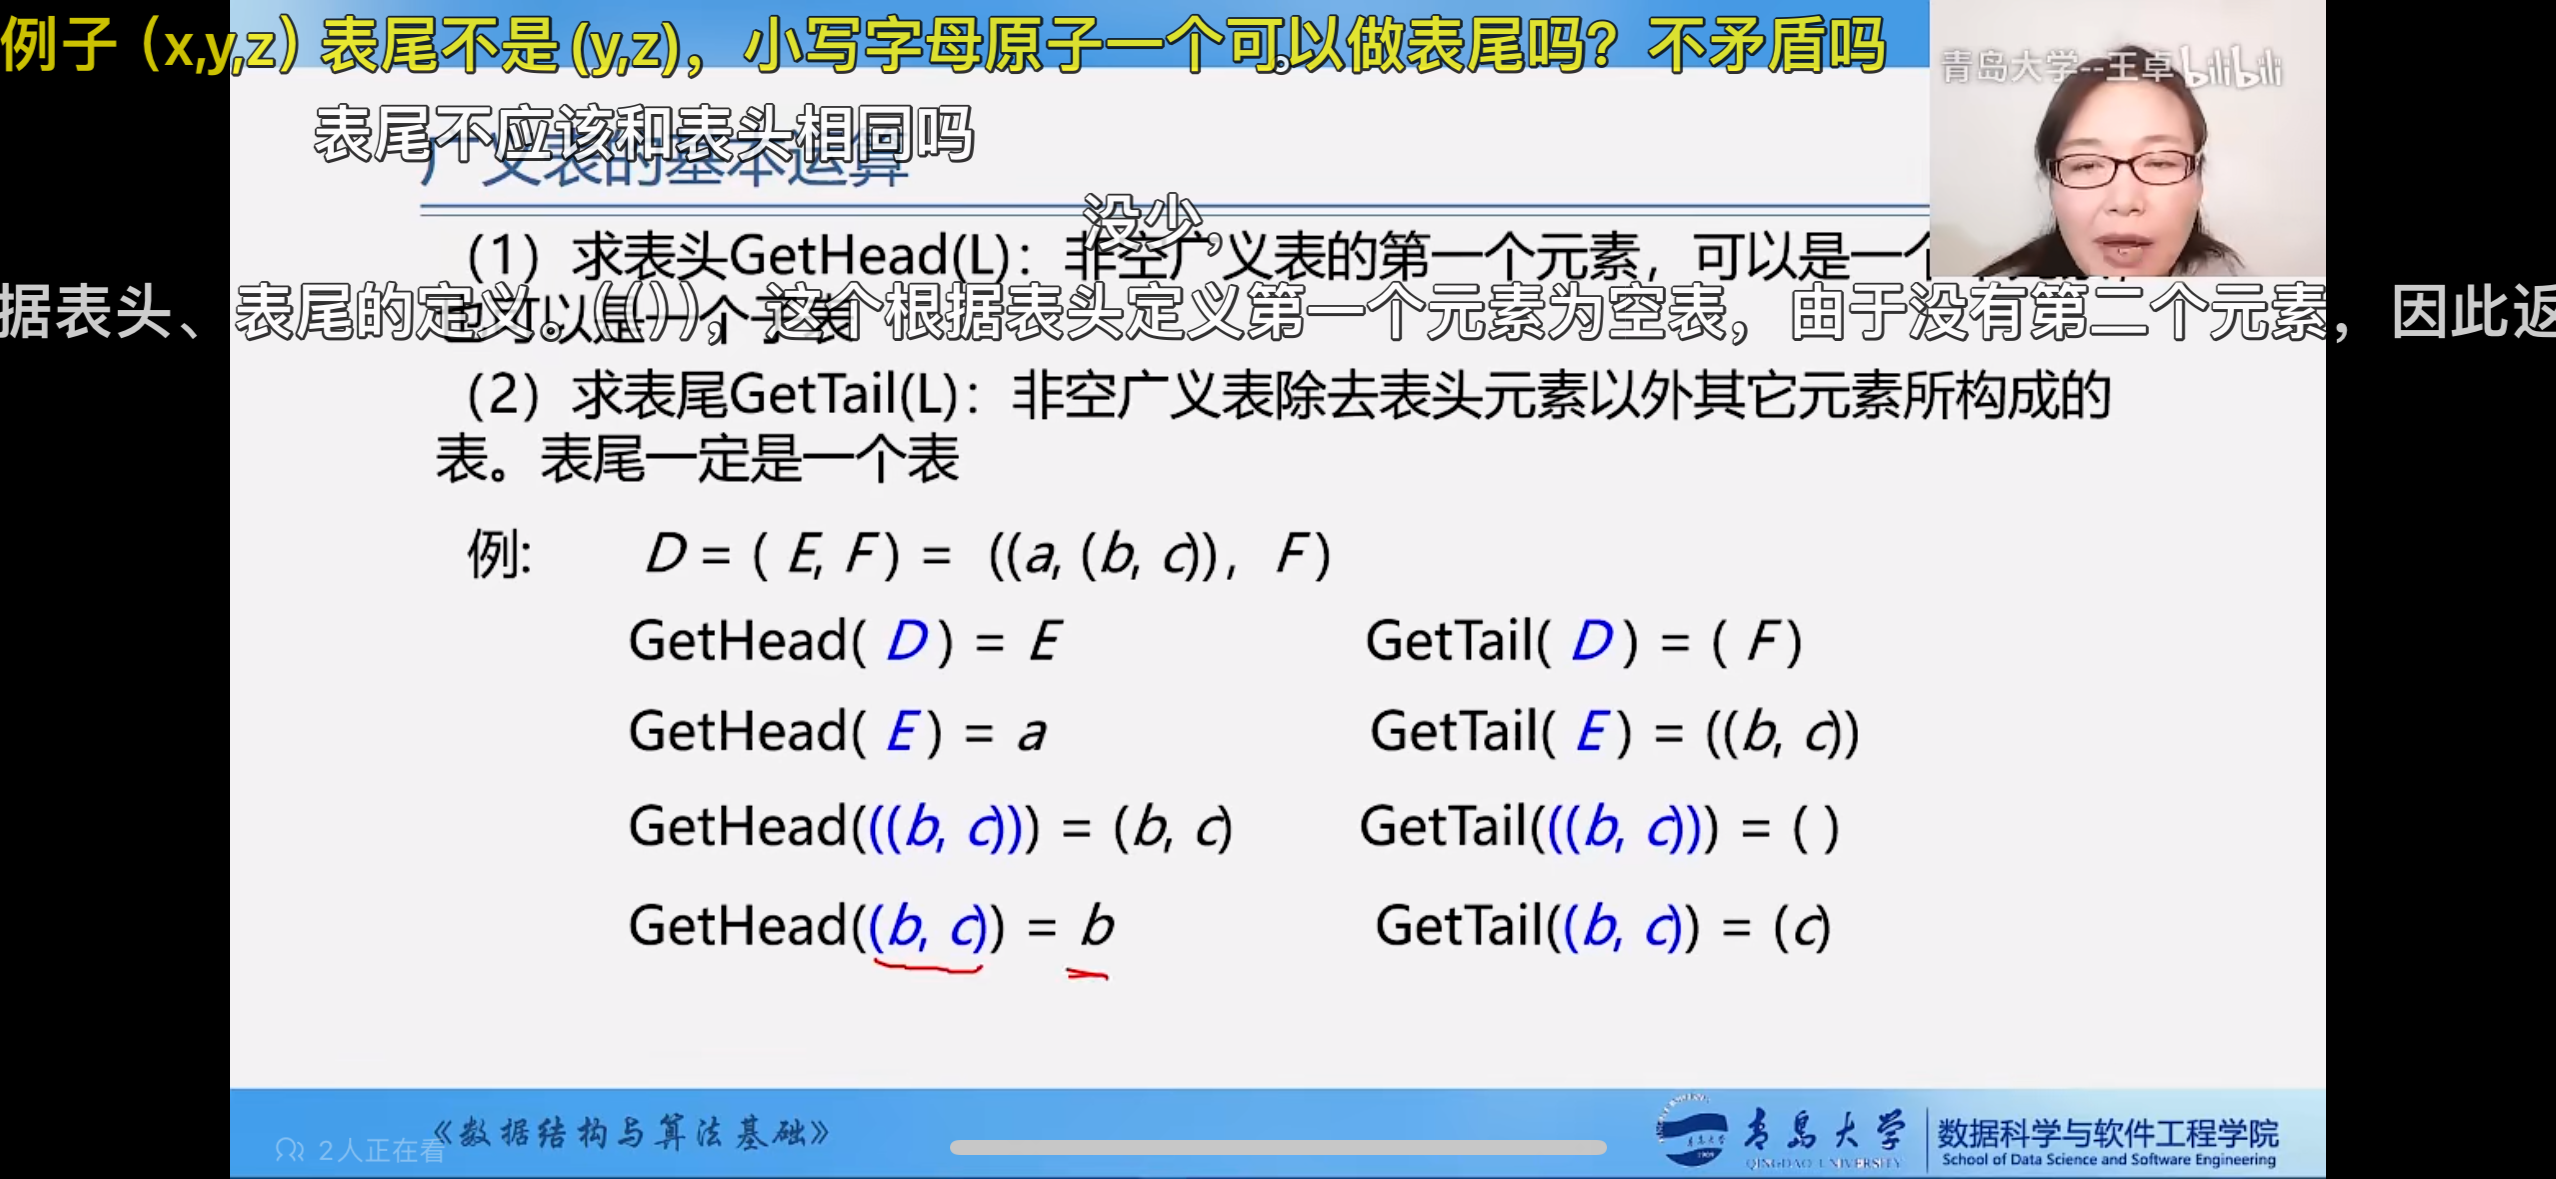 例子（x,y,z）表尾不是(y,z)，小写字母原子一个可以做表尾吗？不矛盾吗
青岛大学--王卓 bilibili
表尾不应该和表头相同吗
广义表的基本运算
没少，
（1）求表头GetHead(L)：非空广义表的第一个元素，可以是一个
据表头、表尾的定义。（()），这个根据表头定义第一个元素为空表，由于没有第二个元素，因此返
也可以是一个子表
（2）求表尾GetTail(L)：非空广义表除去表头元素以外其它元素所构成的
表。表尾一定是一个表
例: D = ( E, F ) = ((a, (b, c)), F )
GetHead( D ) = E GetTail( D ) = ( F )
GetHead( E ) = a GetTail( E ) = ((b, c))
GetHead(((b, c))) = (b, c) GetTail(((b, c))) = ( )
GetHead((b, c)) = b GetTail((b, c)) = (c)
《数据结构与算法基础》
2人正在看
青岛大学
QINGDAO UNIVERSITY
数据科学与软件工程学院
School of Data Science and Software Engineering